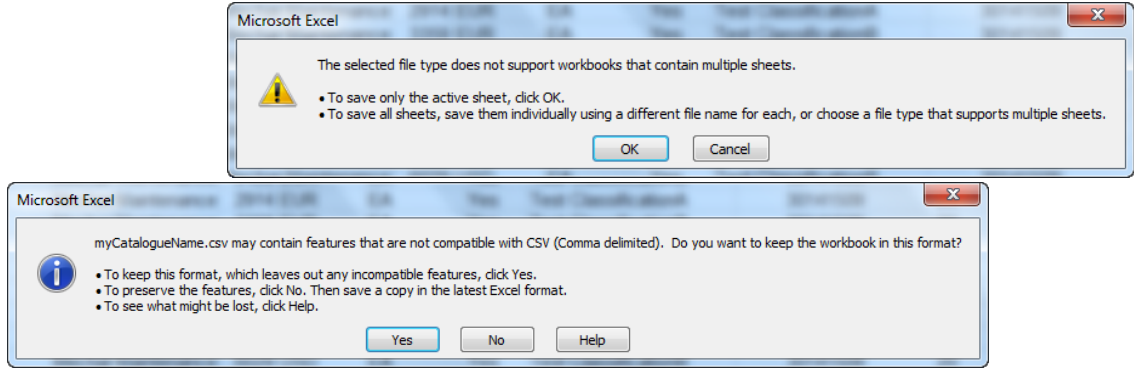 Microsoft Excel
The selected file type does not support workbooks that contain multiple sheets.
• To save only the active sheet, click OK.
• To save all sheets, save them individually using a different file name for each, or choose a file type that supports multiple sheets.
OK
Cancel
Microsoft Excel
myCatalogueName.csv may contain features that are not compatible with CSV (Comma delimited). Do you want to keep the workbook in this format?
• To keep this format, which leaves out any incompatible features, click Yes.
• To preserve the features, click No. Then save a copy in the latest Excel format.
• To see what might be lost, click Help.
Yes
No
Help